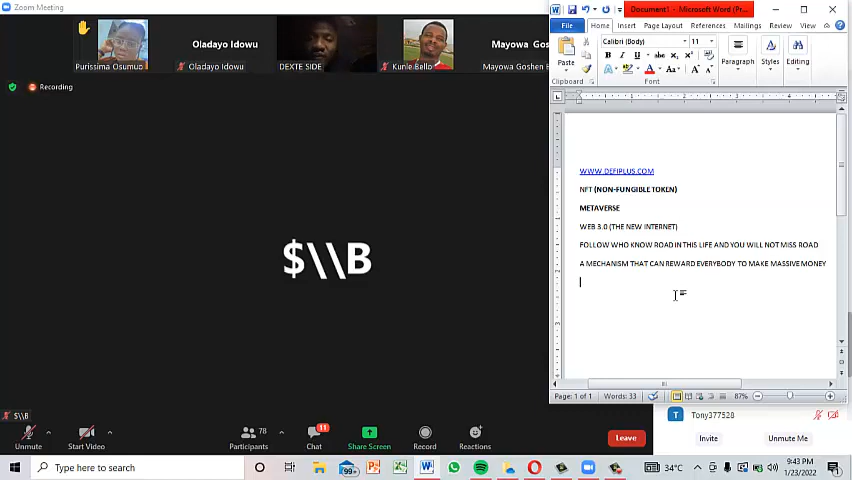 Zoom Meeting
Document1 - Microsoft Word (Pr...
File Home Insert Page Layout References Mailings Review View
Calibri (Body) 11
Paste
Clipboard Font
Paragraph
Styles
Editing
Purissima Osumuo
Oladayo Idowu
Oladayo Idowu
DEXTE SIDE
Kunle Bello
Mayowa Gosh
Mayowa Goshen
Recording
WWW.DEFIPLUS.COM
NFT (NON-FUNGIBLE TOKEN)
METAVERSE
WEB 3.0 (THE NEW INTERNET)
FOLLOW WHO KNOW ROAD IN THIS LIFE AND YOU WILL NOT MISS ROAD
A MECHANISM THAT CAN REWARD EVERYBODY TO MAKE MASSIVE MONEY
$\\B
Page: 1 of 1 Words: 33 87%
$\\B
Tony377528
Unmute
Start Video
Participants 78
Chat 11
Share Screen
Record
Reactions
Leave
Invite
Unmute Me
Type here to search
99+
34°C
9:43 PM
1/23/2022